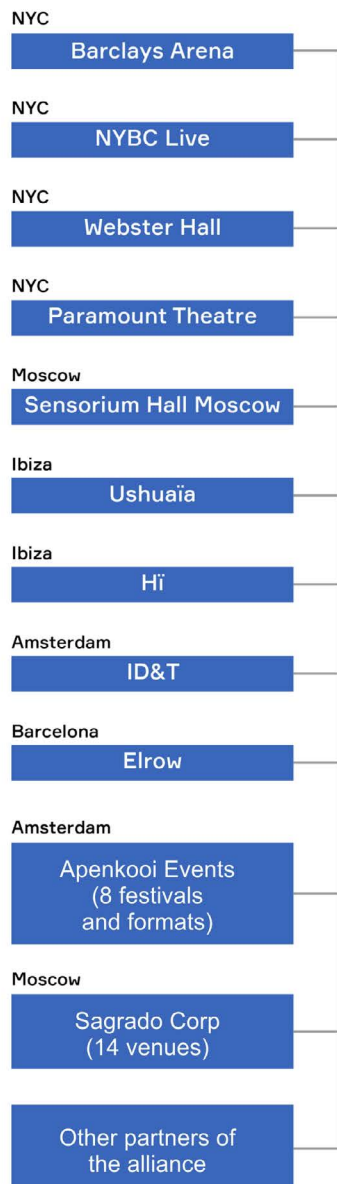 NYC
Barclays Arena
NYC
NYBC Live
NYC
Webster Hall
NYC
Paramount Theatre
Moscow
Sensorium Hall Moscow
Ibiza
Ushuaïa
Ibiza
Hï
Amsterdam
ID&T
Barcelona
Elrow
Amsterdam
Apenkooi Events
(8 festivals
and formats)
Moscow
Sagrado Corp
(14 venues)
Other partners of
the alliance